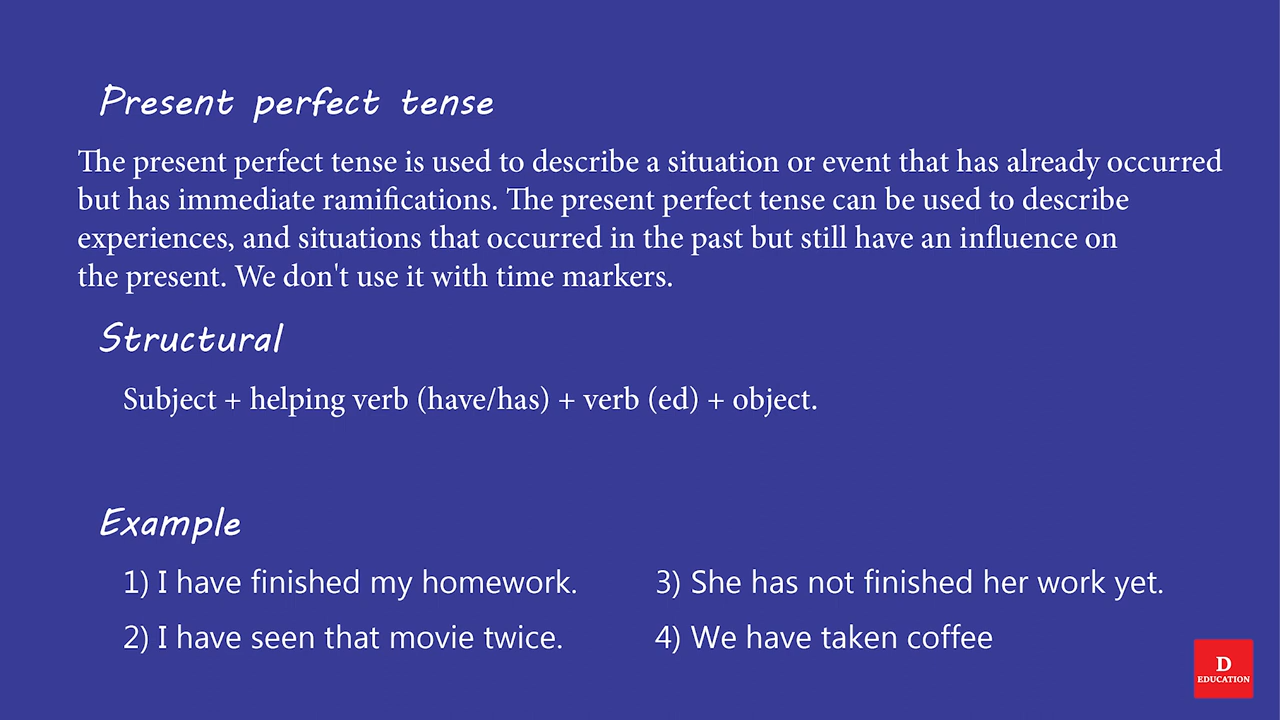 Present perfect tense
The present perfect tense is used to describe a situation or event that has already occurred
but has immediate ramifications. The present perfect tense can be used to describe
experiences, and situations that occurred in the past but still have an influence on
the present. We don't use it with time markers.
Structural
Subject + helping verb (have/has) + verb (ed) + object.
Example
1) I have finished my homework.
2) I have seen that movie twice.
3) She has not finished her work yet.
4) We have taken coffee
D
EDUCATION